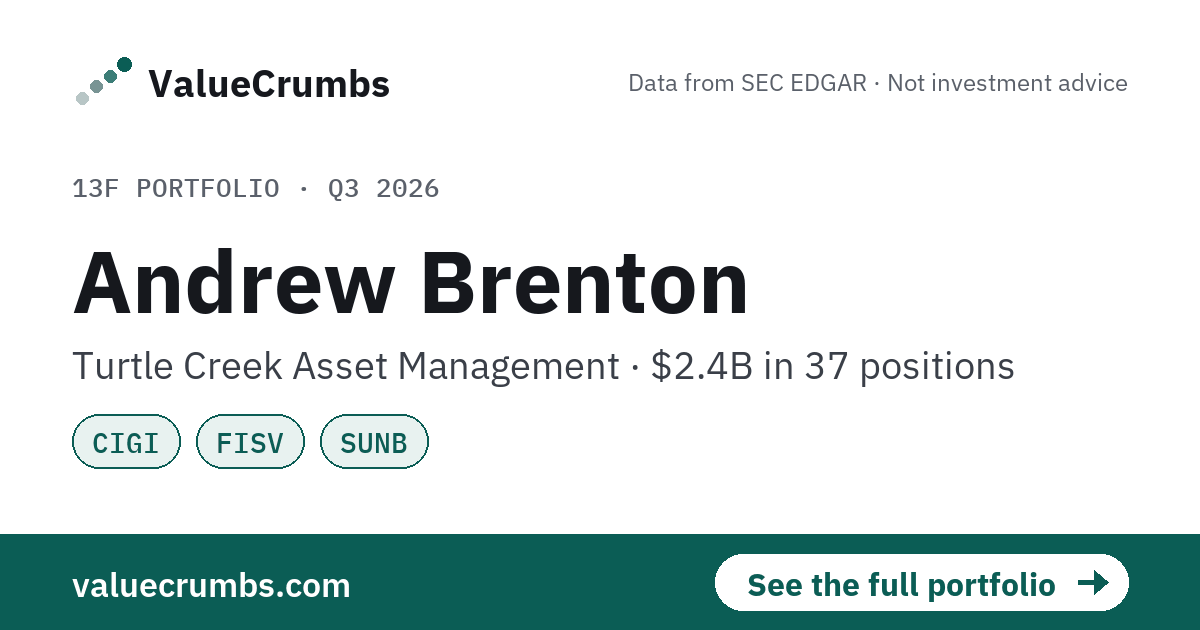 ValueCrumbs
Data from SEC EDGAR · Not investment advice
13F PORTFOLIO · Q3 2026
Andrew Brenton
Turtle Creek Asset Management · $2.4B in 37 positions
CIGI FISV SUNB
valuecrumbs.com
See the full portfolio →